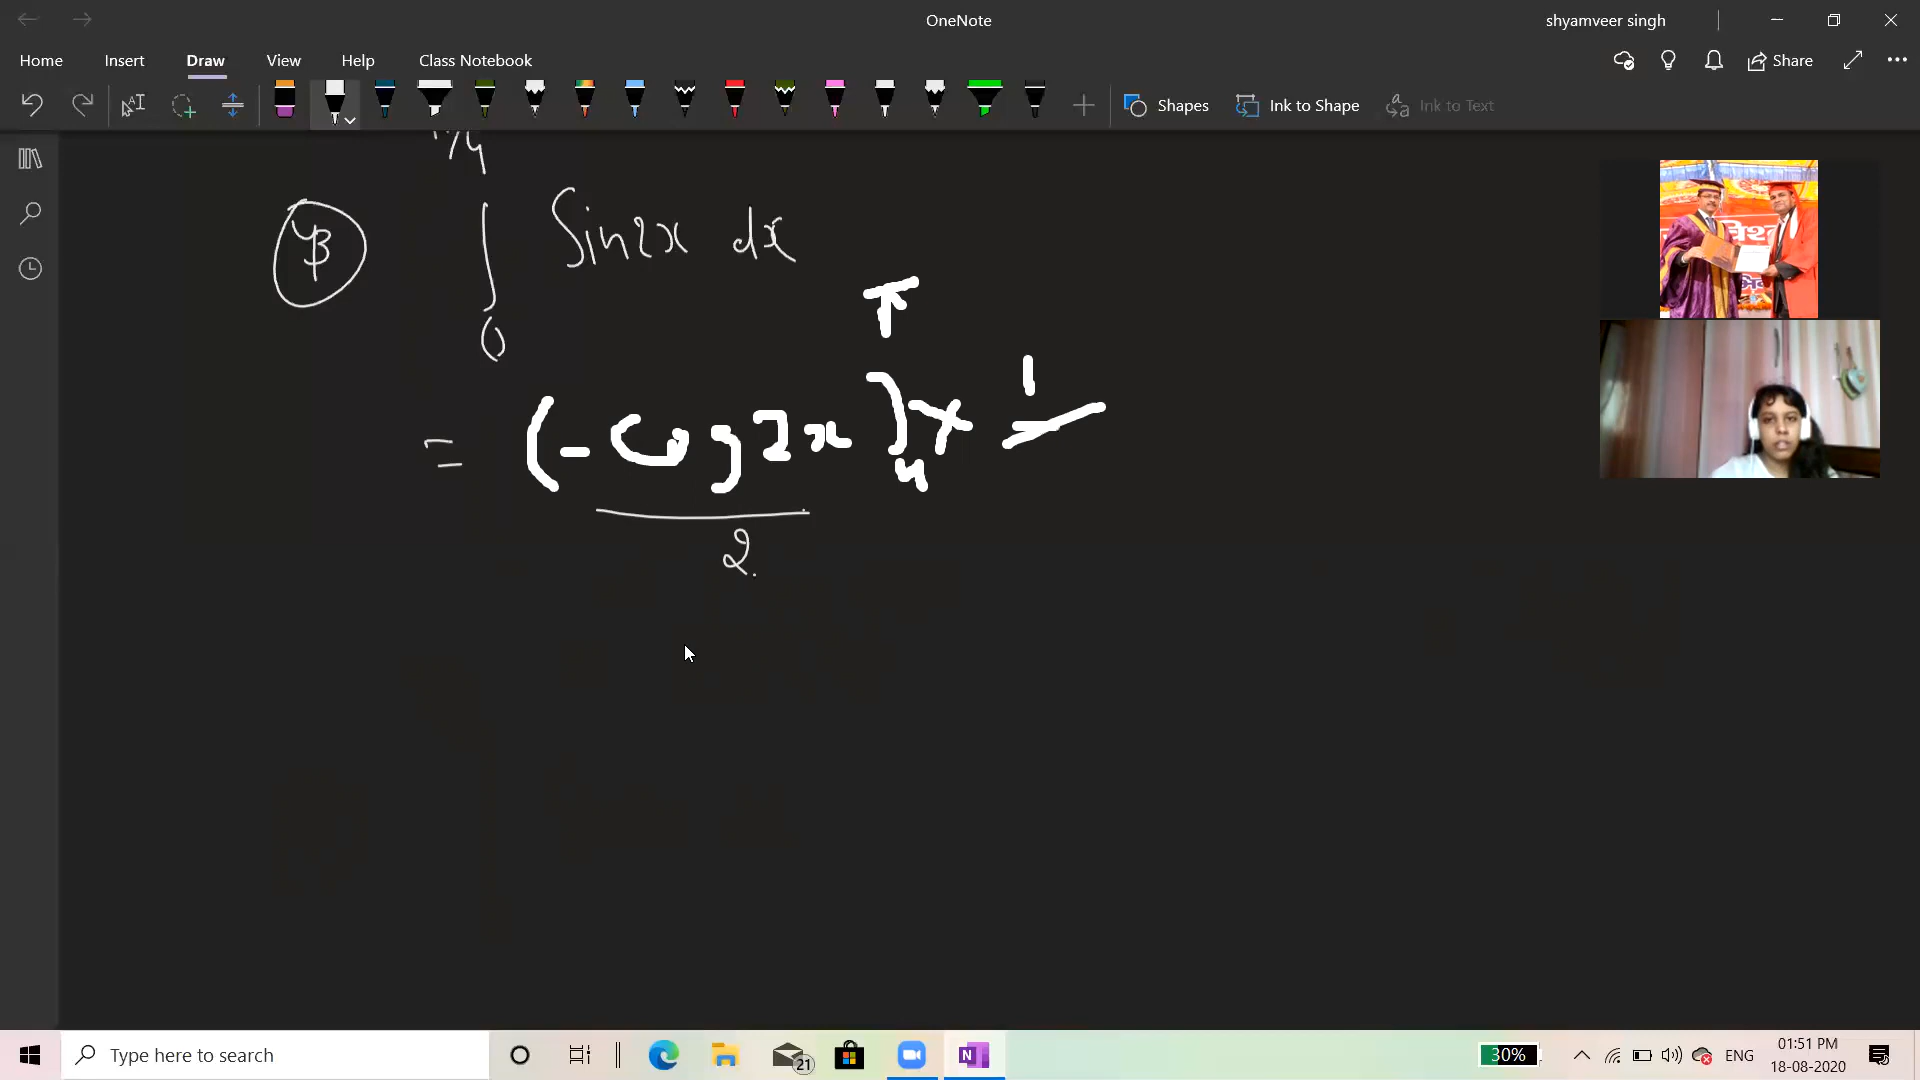 OneNote
shyamveer singh
Home Insert Draw View Help Class Notebook
Share
Shapes Ink to Shape Ink to Text
π/4
∫ Sin2x dx
0
π
1
= (- Cos2x ] x
4
2.
Type here to search
21
30%
ENG
01:51 PM
18-08-2020